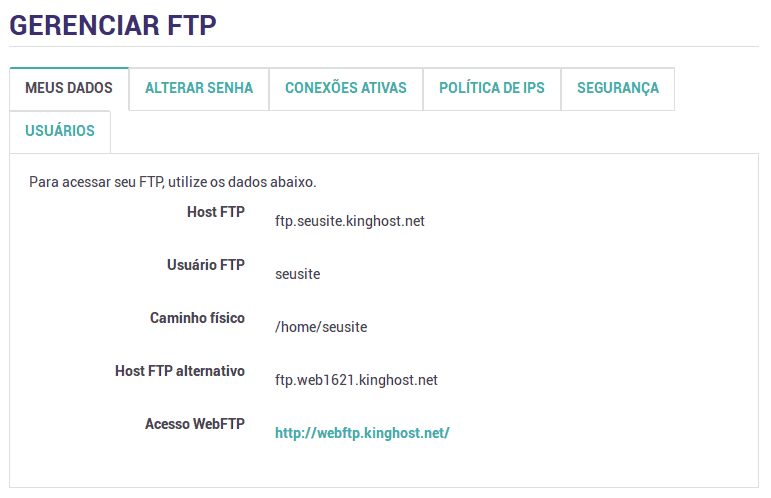 GERENCIAR FTP
MEUS DADOS
ALTERAR SENHA
CONEXÕES ATIVAS
POLÍTICA DE IPS
SEGURANÇA
USUÁRIOS
Para acessar seu FTP, utilize os dados abaixo.
Host FTP
ftp.seusite.kinghost.net
Usuário FTP
seusite
Caminho físico
/home/seusite
Host FTP alternativo
ftp.web1621.kinghost.net
Acesso WebFTP
http://webftp.kinghost.net/